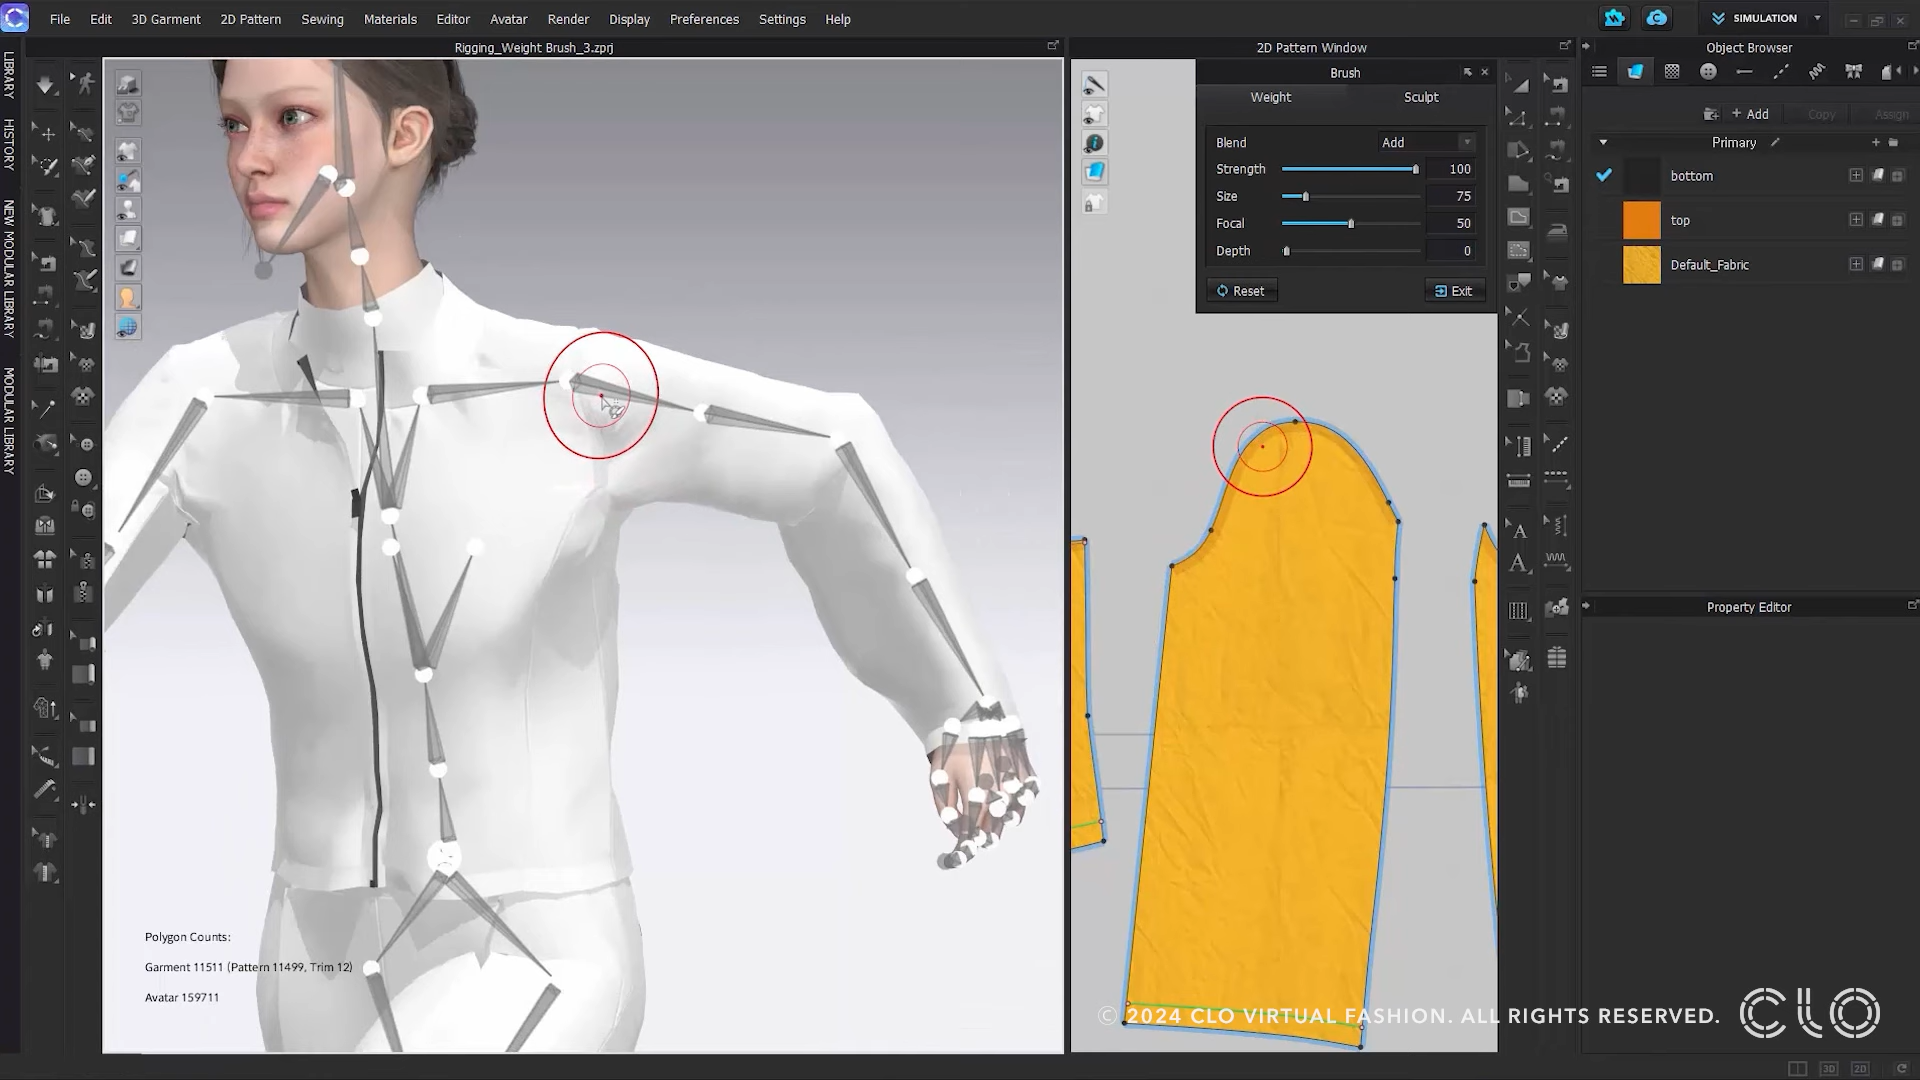 File Edit 3D Garment 2D Pattern Sewing Materials Editor Avatar Render Display Preferences Settings Help
SIMULATION
Rigging_Weight Brush_3.zprj
2D Pattern Window
Object Browser
LIBRARY
HISTORY
NEW MODULAR LIBRARY
MODULAR LIBRARY
Brush
Weight Sculpt
Blend Add
Strength 100
Size 75
Focal 50
Depth 0
Reset Exit
+ Add Copy Assign
Primary
bottom
top
Default_Fabric
Property Editor
Polygon Counts:
Garment 11511 (Pattern 11499, Trim 12)
Avatar 159711
© 2024 CLO VIRTUAL FASHION. ALL RIGHTS RESERVED.
CLO
3D 2D